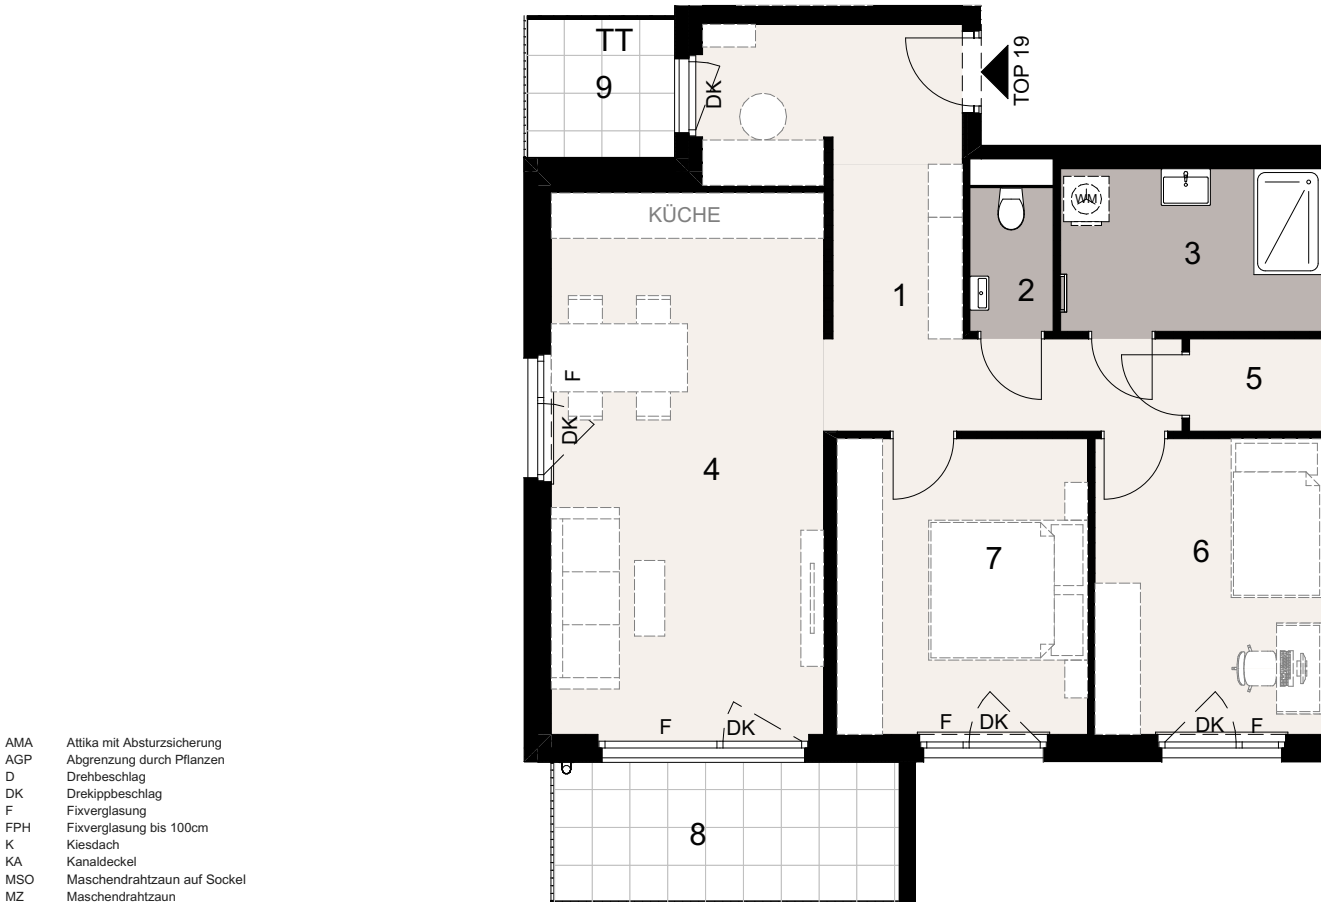 TT
9
DK
TOP 19
KÜCHE
WM
3
2
1
5
F
DK
4
7
6
F
DK
F
DK
DK
F
8
AMA Attika mit Absturzsicherung
AGP Abgrenzung durch Pflanzen
D Drehbeschlag
DK Drekippbeschlag
F Fixverglasung
FPH Fixverglasung bis 100cm
K Kiesdach
KA Kanaldeckel
MSO Maschendrahtzaun auf Sockel
MZ Maschendrahtzaun